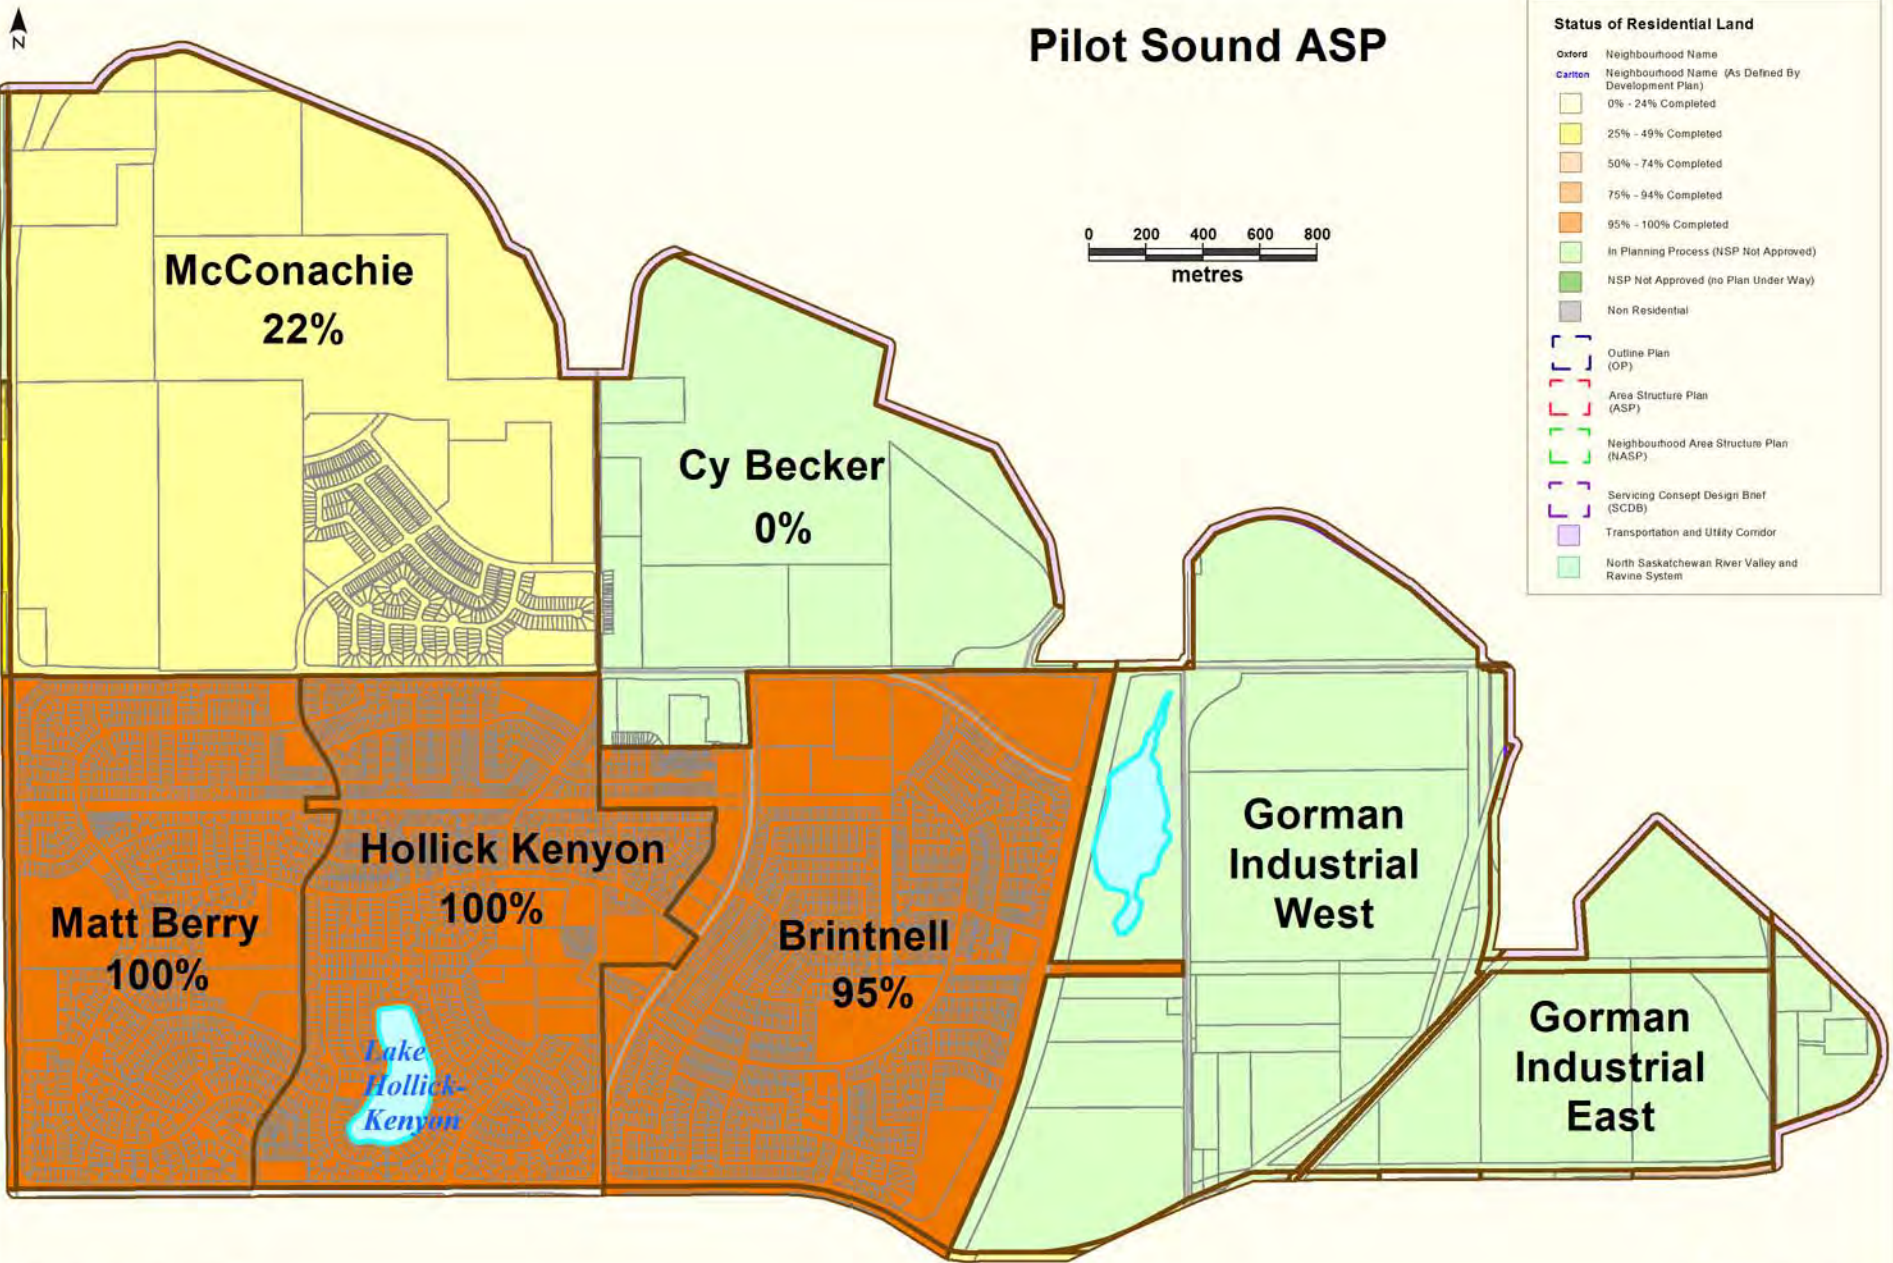 N
Pilot Sound ASP
0 200 400 600 800
metres
Status of Residential Land
Oxford Neighbourhood Name
Carlton Neighbourhood Name (As Defined By
Development Plan)
0% - 24% Completed
25% - 49% Completed
50% - 74% Completed
75% - 94% Completed
95% - 100% Completed
In Planning Process (NSP Not Approved)
NSP Not Approved (no Plan Under Way)
Non Residential
Outline Plan
(OP)
Area Structure Plan
(ASP)
Neighbourhood Area Structure Plan
(NASP)
Servicing Concept Design Brief
(SCDB)
Transportation and Utility Corridor
North Saskatchewan River Valley and
Ravine System
McConachie
22%
Cy Becker
0%
Gorman
Industrial
West
Hollick Kenyon
100%
Matt Berry
100%
Brintnell
95%
Gorman
Industrial
East
Lake
Hollick-
Kenyon